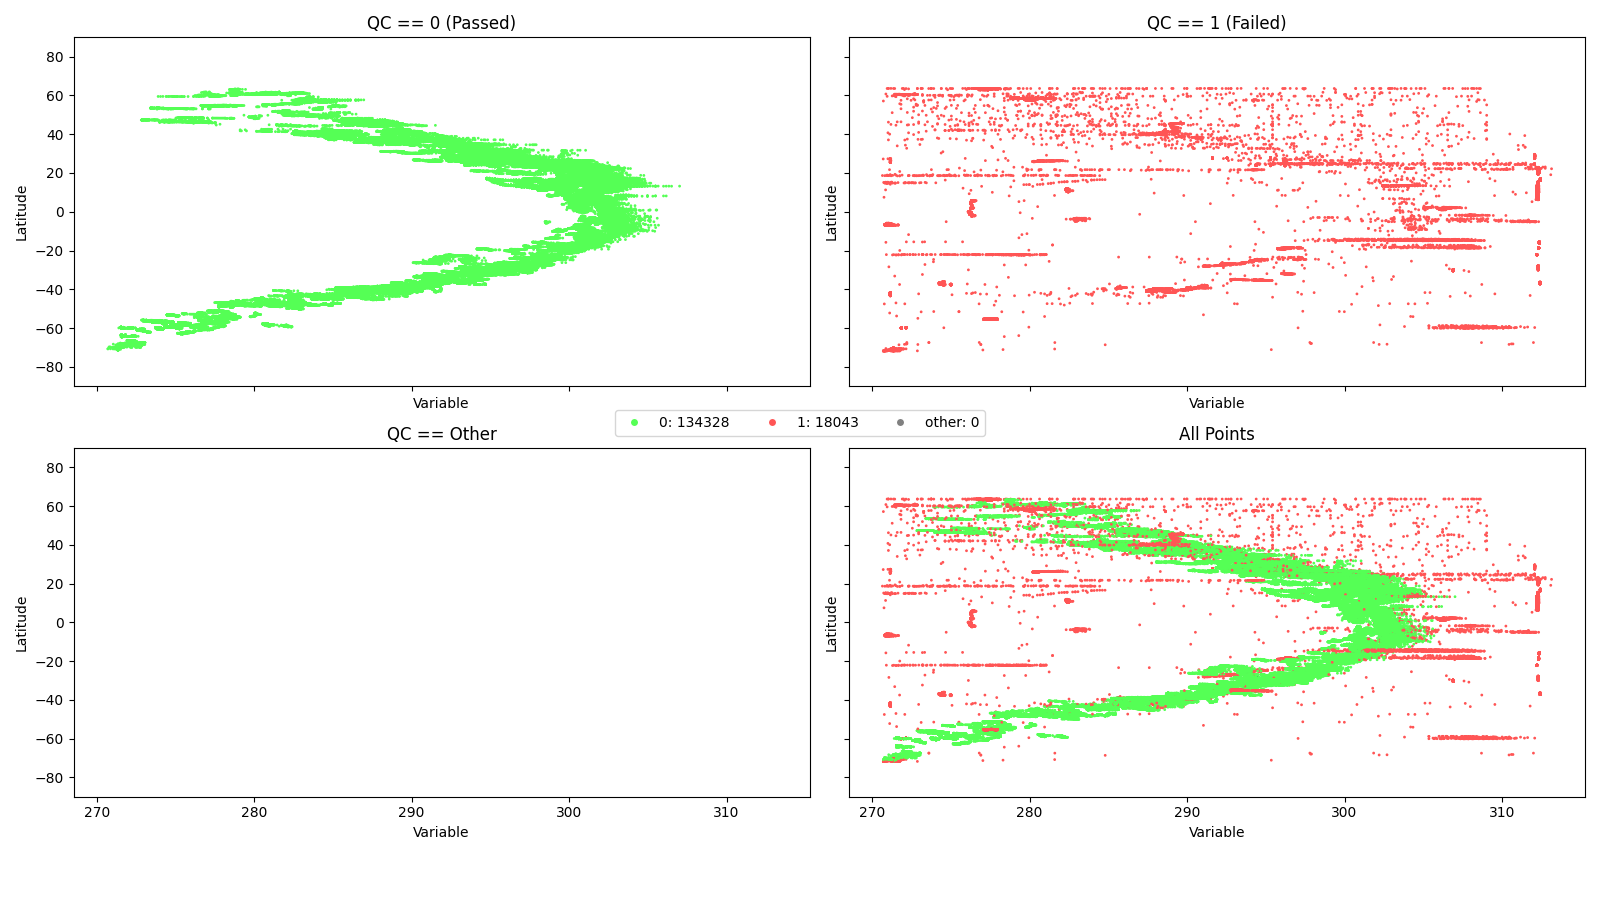 QC == 0 (Passed)
QC == 1 (Failed)
80
60
40
20
0
−20
−40
−60
−80
Latitude
Latitude
Variable
Variable
0: 134328
1: 18043
other: 0
QC == Other
All Points
80
60
40
20
0
−20
−40
−60
−80
Latitude
Latitude
270
280
290
300
310
270
280
290
300
310
Variable
Variable